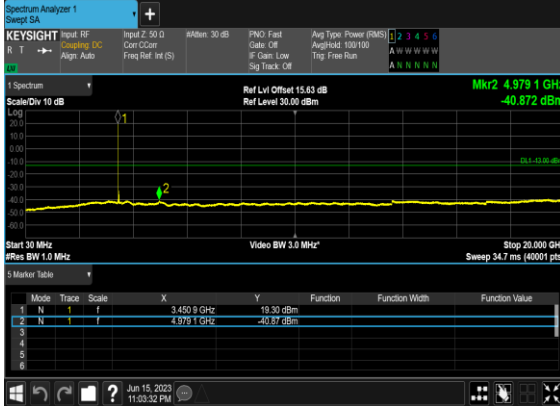 Spectrum Analyzer 1
Swept SA
+
KEYSIGHT Input: RF Input Z: 50 Ω #Atten: 30 dB PNO: Fast Avg Type: Power (RMS) 1 2 3 4 5 6
R T Coupling: DC Corr CCorr Gate: Off Avg|Hold: 100/100 A W W W W W
Align: Auto Freq Ref: Int (S) IF Gain: Low Trig: Free Run
Sig Track: Off A N N N N N
1 Spectrum Ref Lvl Offset 15.63 dB Mkr2 4.979 1 GHz
Scale/Div 10 dB Ref Level 30.00 dBm -40.872 dBm
Log
20.0
10.0
0.00
-10.0 DL1 -13.00 dBm
-20.0
-30.0
-40.0
-50.0
-60.0
1
2
Start 30 MHz Video BW 3.0 MHz* Stop 20.000 GHz
#Res BW 1.0 MHz Sweep 34.7 ms (40001 pts)
5 Marker Table
Mode Trace Scale X Y Function Function Width Function Value
1 N 1 f 3.450 9 GHz 19.30 dBm
2 N 1 f 4.979 1 GHz -40.87 dBm
3
4
5
6
? Jun 15, 2023
11:03:32 PM